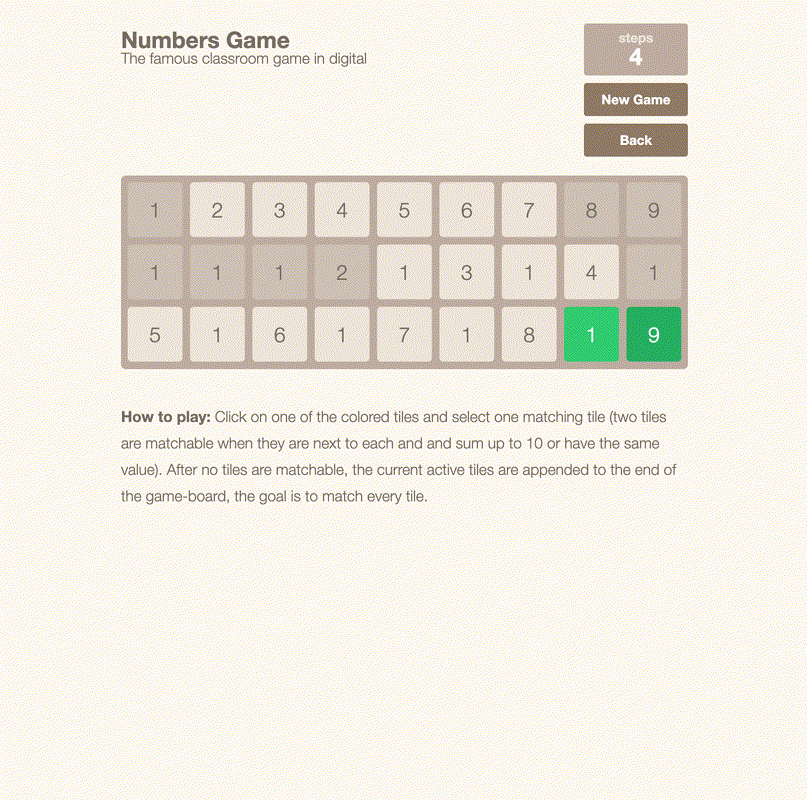 Numbers Game
The famous classroom game in digital
steps
4
New Game
Back
1 2 3 4 5 6 7 8 9
1 1 1 2 1 3 1 4 1
5 1 6 1 7 1 8 1 9
How to play: Click on one of the colored tiles and select one matching tile (two tiles
are matchable when they are next to each and and sum up to 10 or have the same
value). After no tiles are matchable, the current active tiles are appended to the end of
the game-board, the goal is to match every tile.